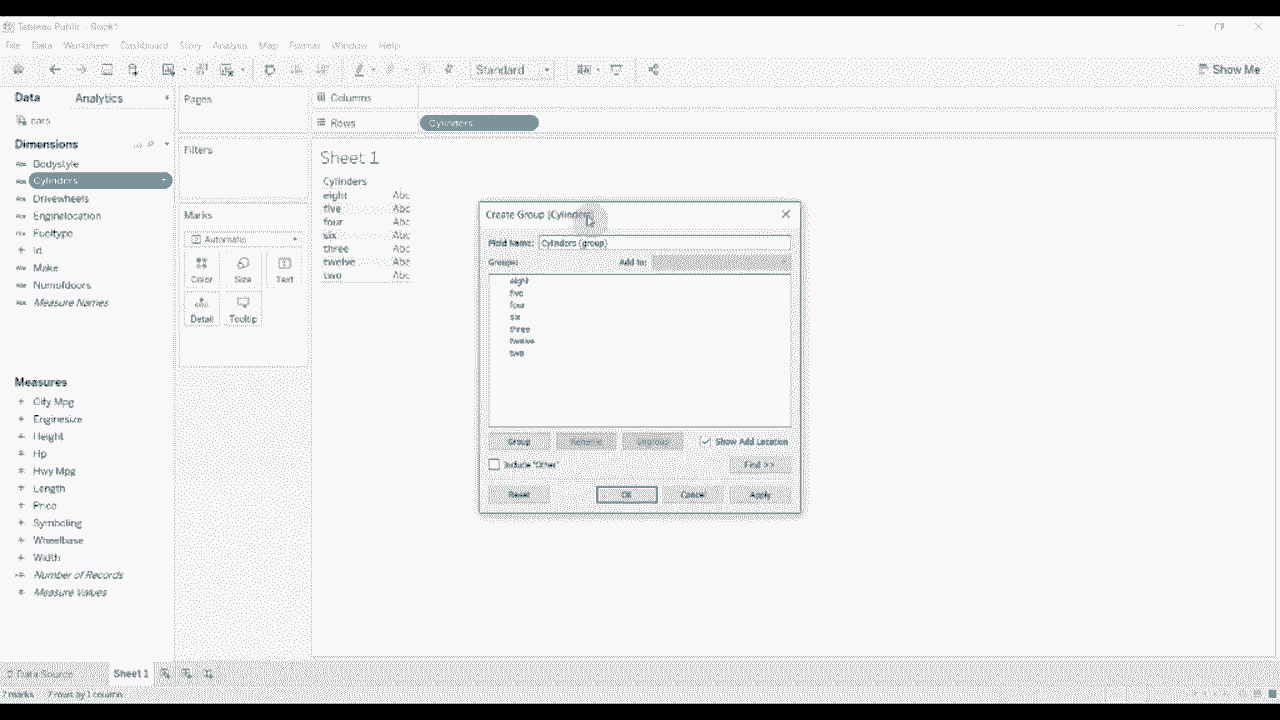 Tableau Public - Book1
File Data Worksheet Dashboard Story Analysis Map Format Window Help
Standard
Show Me
Data Analytics
cars
Dimensions
Bodystyle
Cylinders
Drivewheels
Enginelocation
Fueltype
Id
Make
Numofdoors
Measure Names
Measures
City Mpg
Enginesize
Height
Hp
Hwy Mpg
Length
Price
Symboling
Wheelbase
Width
Number of Records
Measure Values
Pages
Filters
Marks
Automatic
Color Size Text
Detail Tooltip
Columns
Rows Cylinders
Sheet 1
Cylinders
eight Abc
five Abc
four Abc
six Abc
three Abc
twelve Abc
two Abc
Create Group [Cylinders]
Field Name: Cylinders (group)
Groups: Add to:
eight
five
four
six
three
twelve
two
Group Rename Ungroup Show Add Location
Include 'Other' Find >>
Reset OK Cancel Apply
Data Source Sheet 1
7 marks 7 rows by 1 column